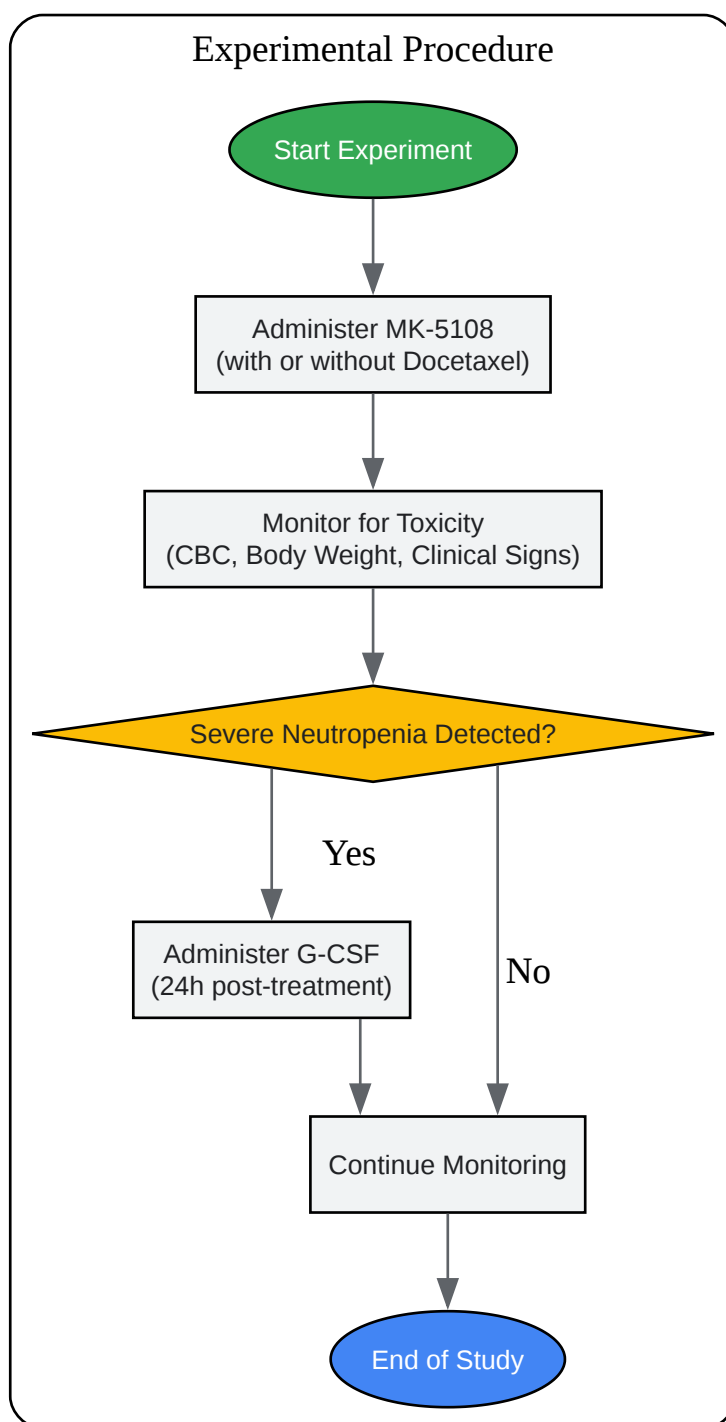 Experimental Procedure
Start Experiment
Administer MK-5108
(with or without Docetaxel)
Monitor for Toxicity
(CBC, Body Weight, Clinical Signs)
Severe Neutropenia Detected?
Yes
Administer G-CSF
(24h post-treatment)
No
Continue Monitoring
End of Study